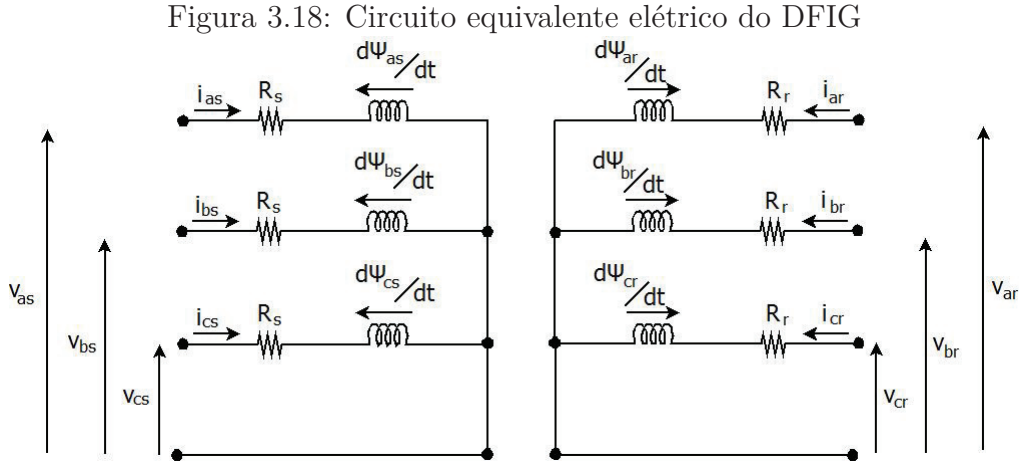 Figura 3.18: Circuito equivalente elétrico do DFIG
dΨas/dt
dΨar/dt
ias
Rs
Rr
iar
dΨbs/dt
dΨbr/dt
ibs
Rs
Rr
ibr
vas
var
dΨcs/dt
dΨcr/dt
ics
Rs
Rr
icr
vbs
vbr
vcs
vcr